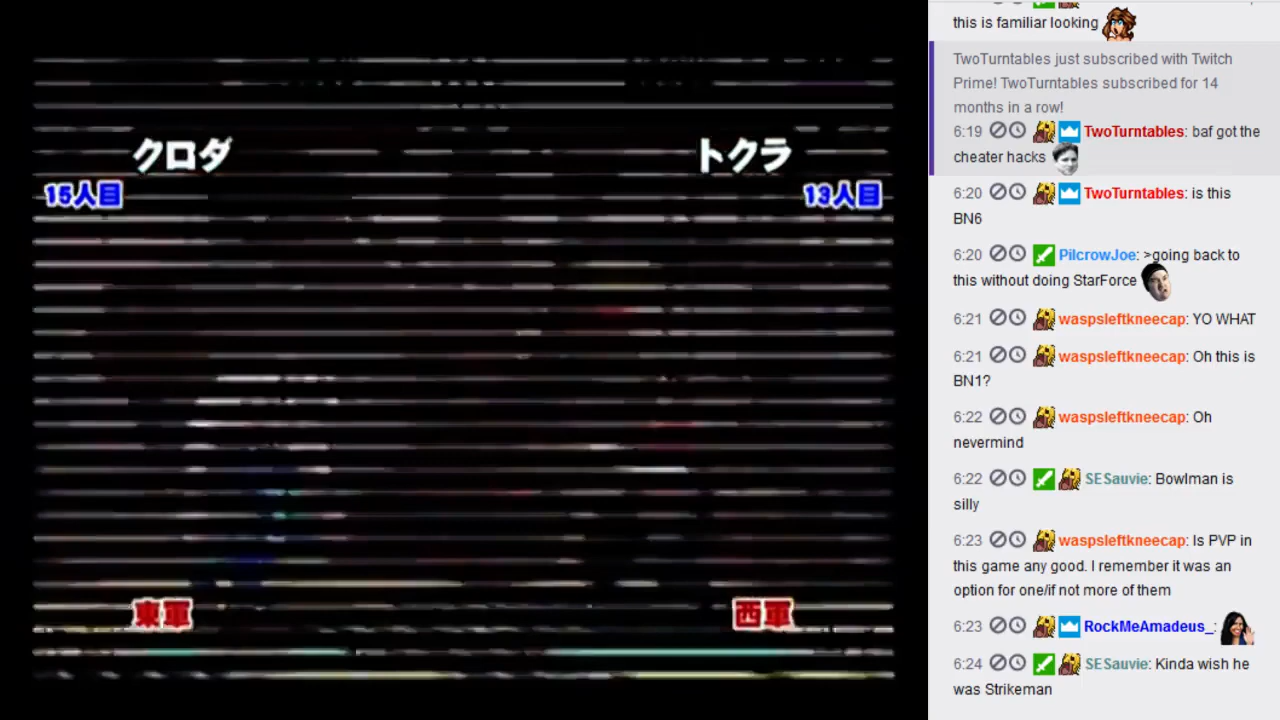 クロダ
トクラ
15人目
13人目
東軍
西軍
this is familiar looking
TwoTurntables just subscribed with Twitch
Prime! TwoTurntables subscribed for 14
months in a row!
6:19 TwoTurntables: baf got the
cheater hacks
6:20 TwoTurntables: is this
BN6
6:20 PilcrowJoe: >going back to
this without doing StarForce
6:21 waspsleftkneecap: YO WHAT
6:21 waspsleftkneecap: Oh this is
BN1?
6:22 waspsleftkneecap: Oh
nevermind
6:22 SESauvie: Bowlman is
silly
6:23 waspsleftkneecap: Is PVP in
this game any good. I remember it was an
option for one/if not more of them
6:23 RockMeAmadeus_:
6:24 SESauvie: Kinda wish he
was Strikeman